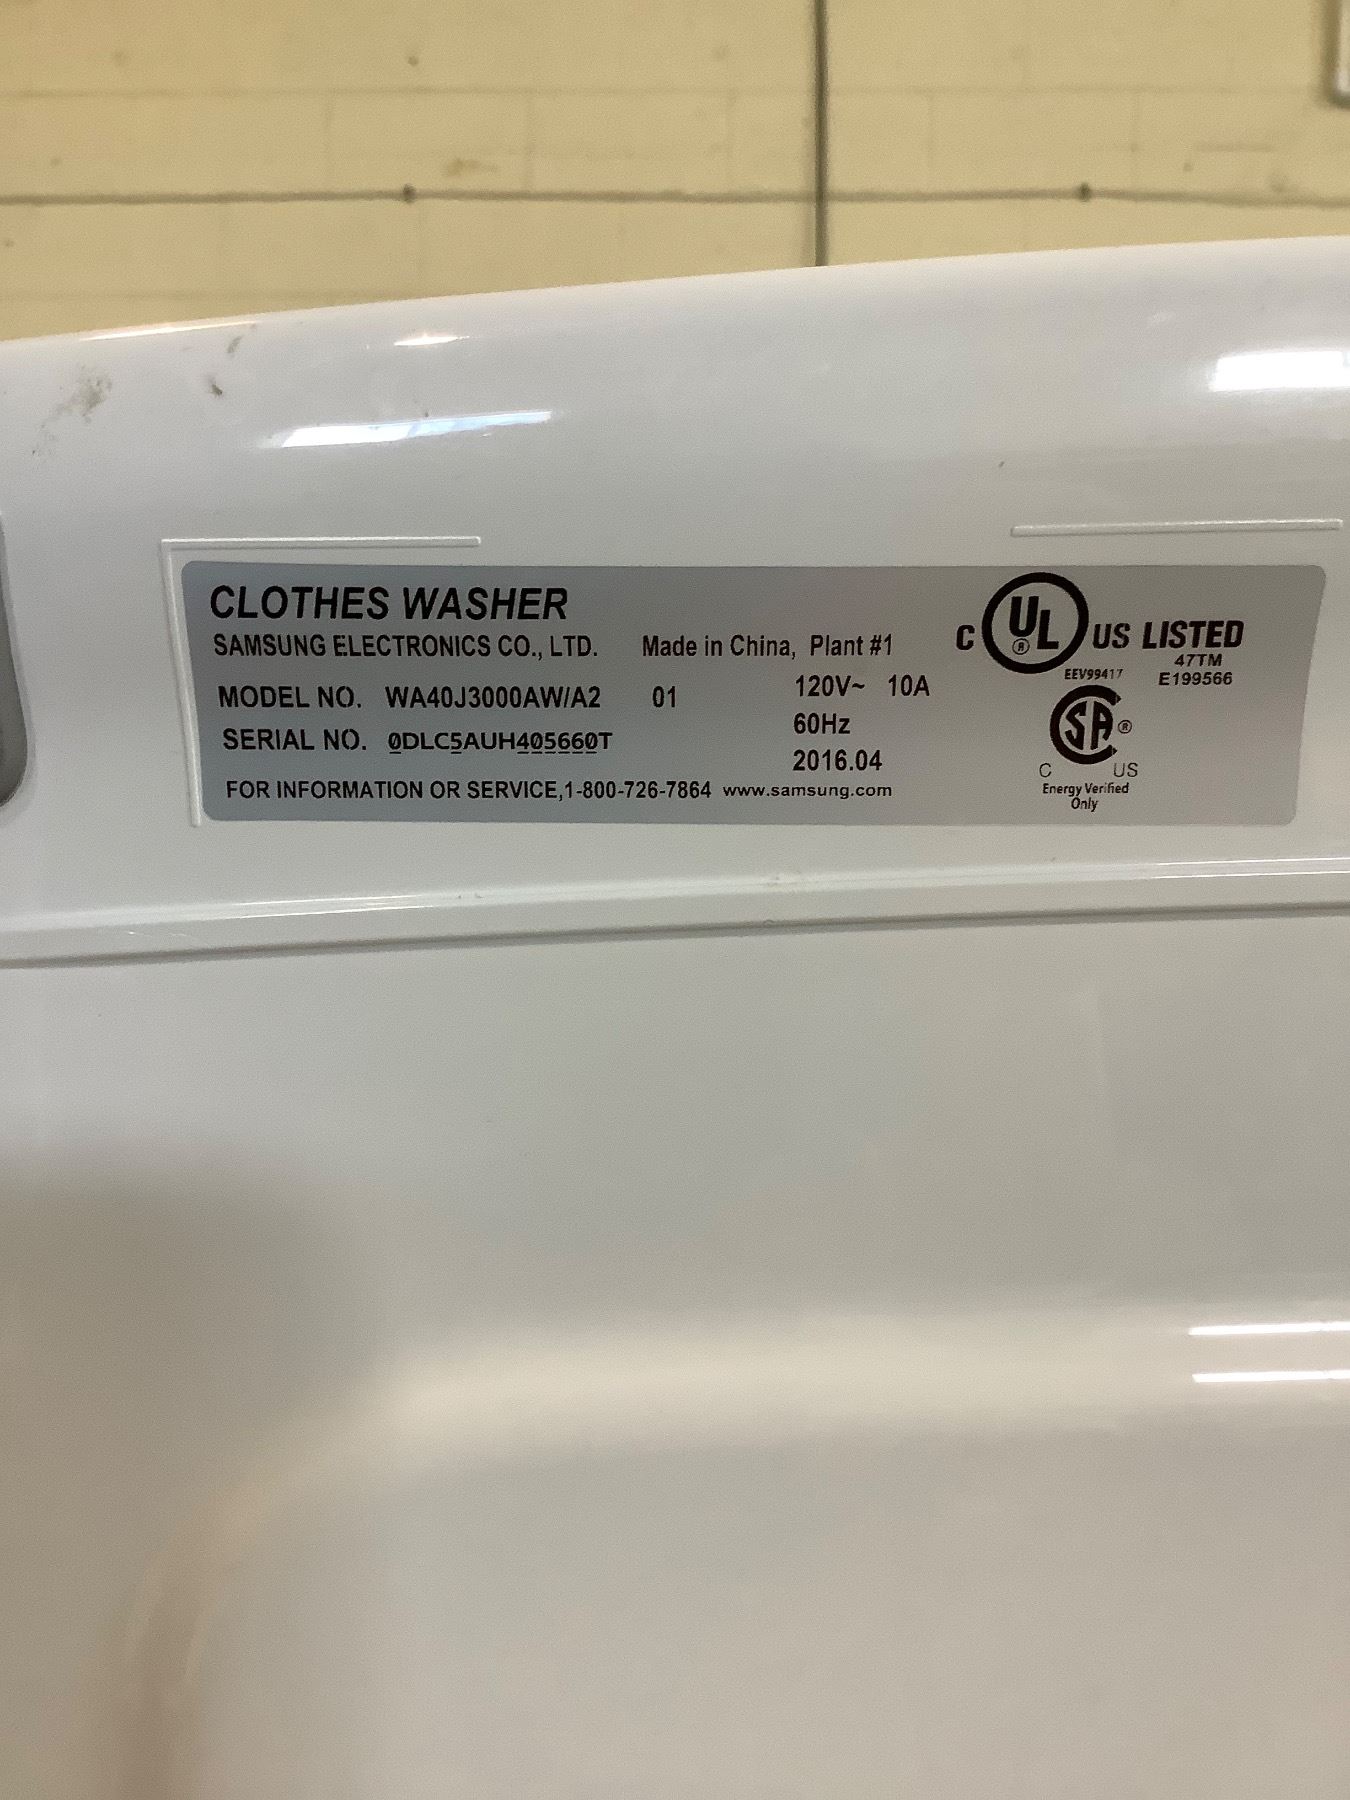 CLOTHES WASHER
SAMSUNG ELECTRONICS CO., LTD. Made in China, Plant #1
MODEL NO. WA40J3000AW/A2 01 120V~ 10A
60Hz
SERIAL NO. 0DLC5AUH405660T
2016.04
FOR INFORMATION OR SERVICE,1-800-726-7864 www.samsung.com
C UL ® US LISTED
47TM
EEV99417 E199566
SA ®
C US
Energy Verified
Only